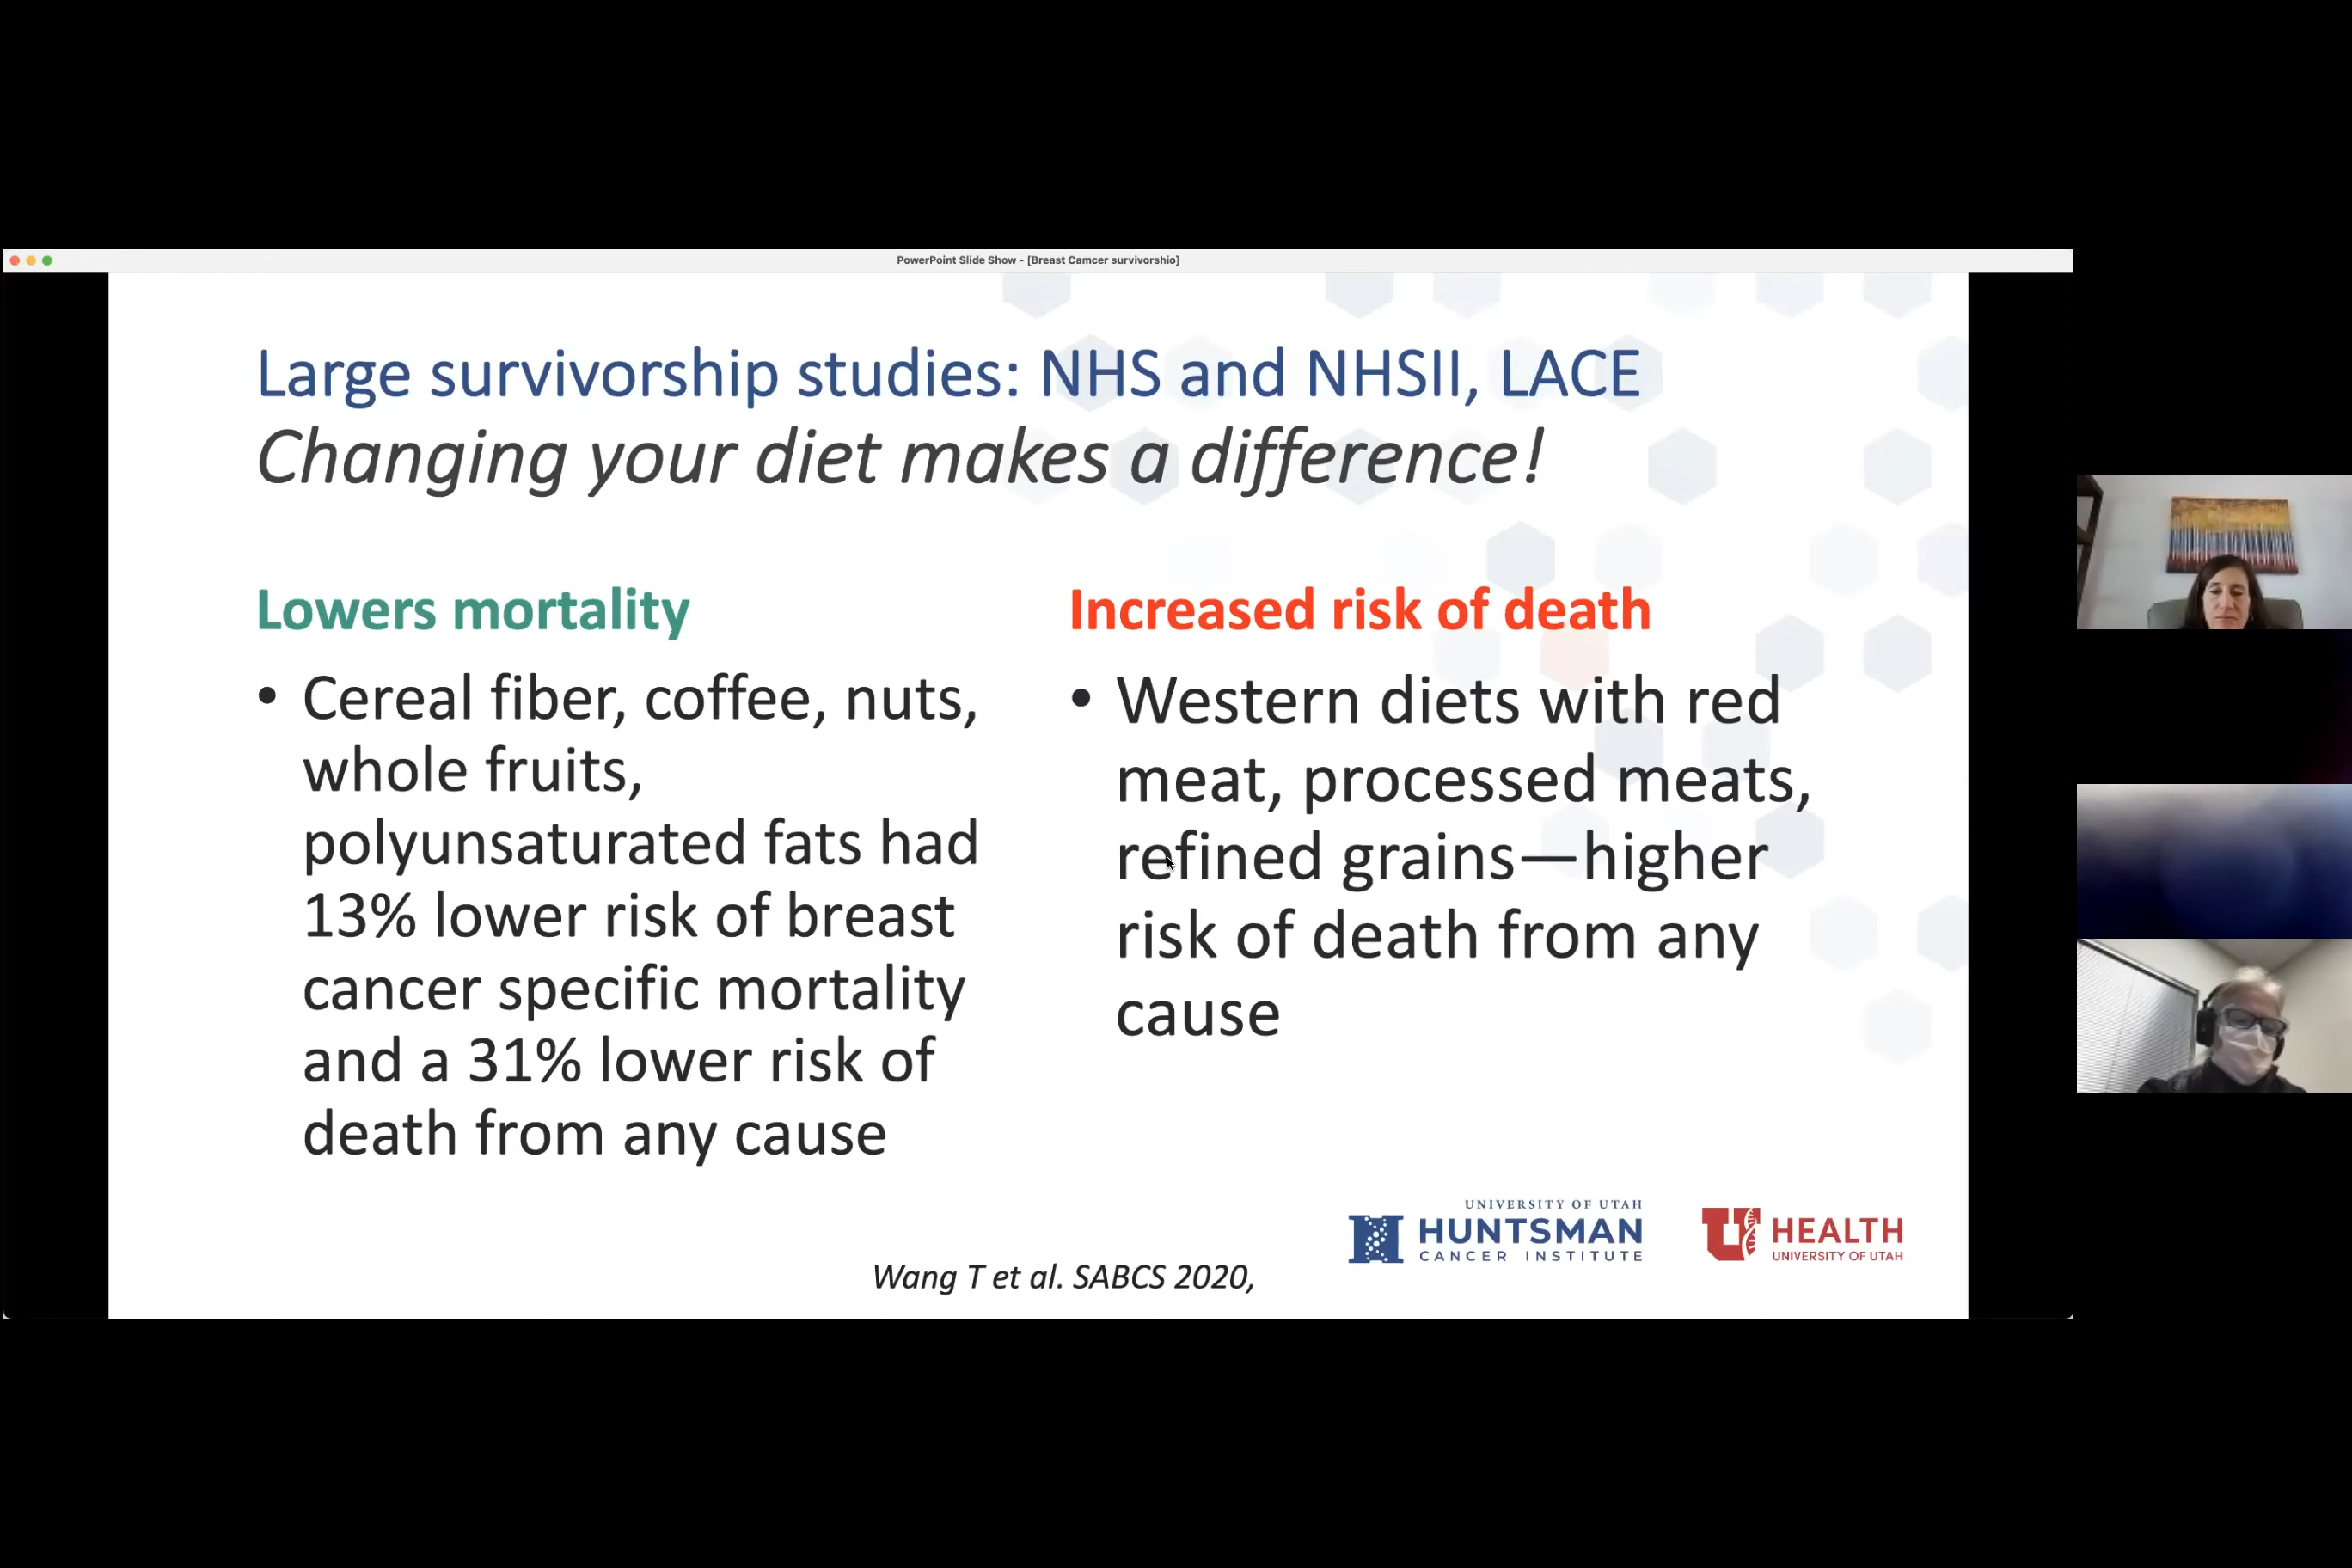 PowerPoint Slide Show - [Breast Camcer survivorshio]
Large survivorship studies: NHS and NHSII, LACE
Changing your diet makes a difference!
Lowers mortality
• Cereal fiber, coffee, nuts,
whole fruits,
polyunsaturated fats had
13% lower risk of breast
cancer specific mortality
and a 31% lower risk of
death from any cause
Increased risk of death
• Western diets with red
meat, processed meats,
refined grains—higher
risk of death from any
cause
Wang T et al. SABCS 2020,
UNIVERSITY OF UTAH
HUNTSMAN
CANCER INSTITUTE
U HEALTH
UNIVERSITY OF UTAH